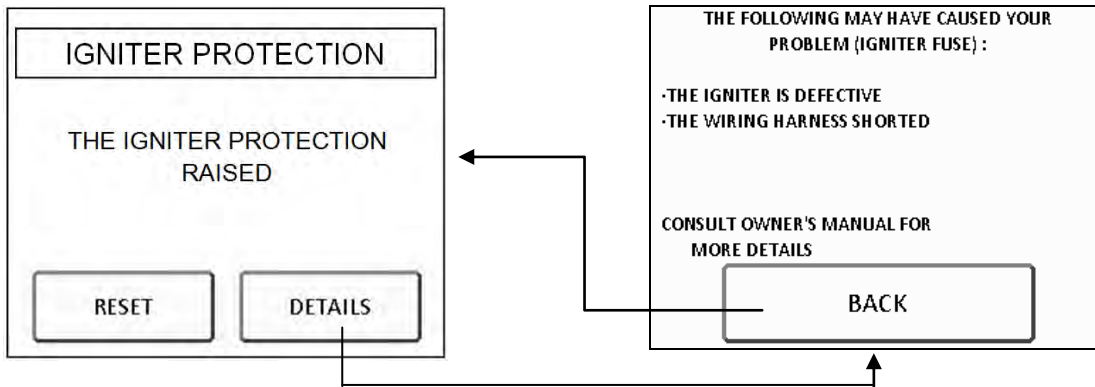 IGNITER PROTECTION
THE IGNITER PROTECTION
RAISED
RESET
DETAILS
THE FOLLOWING MAY HAVE CAUSED YOUR
PROBLEM (IGNITER FUSE) :
·THE IGNITER IS DEFECTIVE
·THE WIRING HARNESS SHORTED
CONSULT OWNER'S MANUAL FOR
MORE DETAILS
BACK